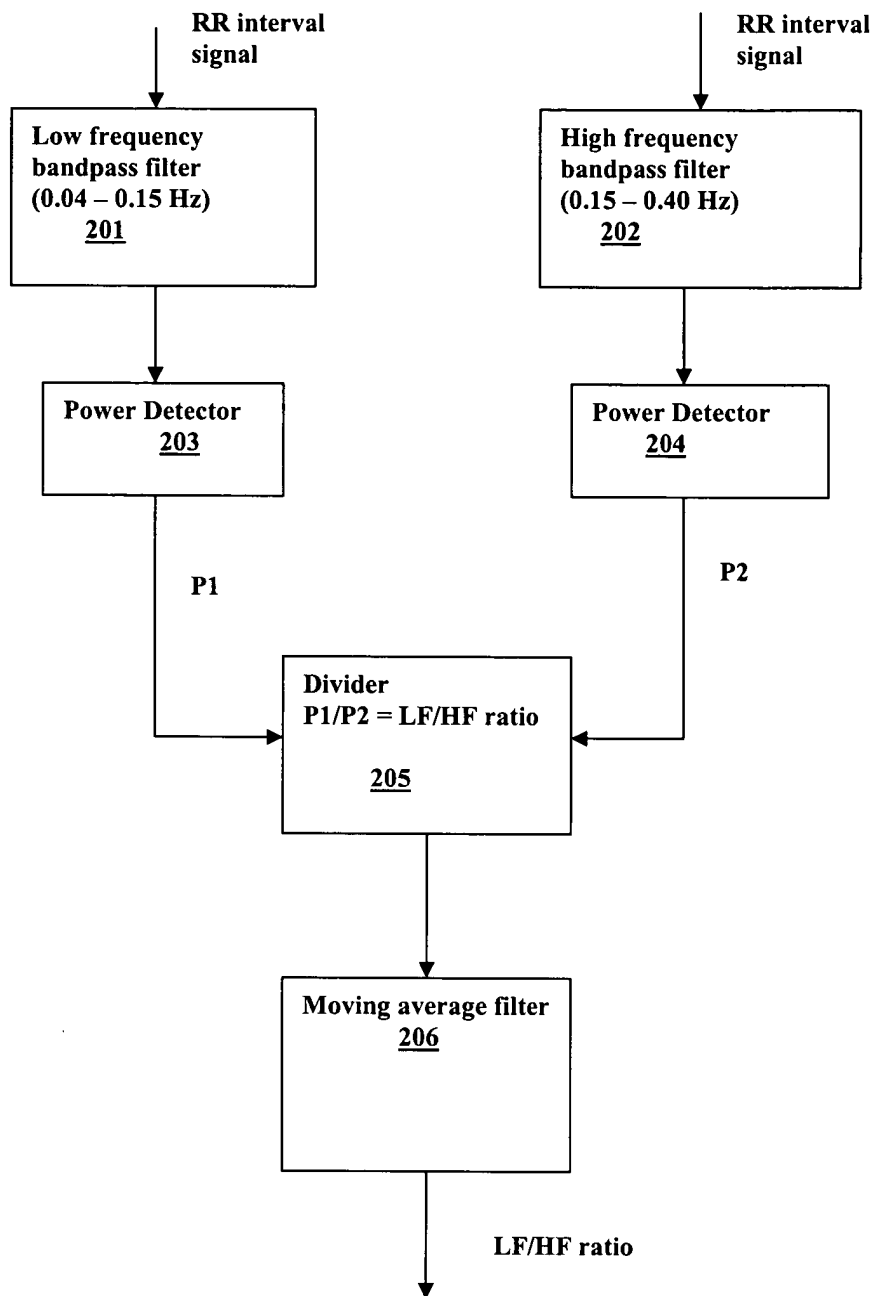 RR interval
signal
RR interval
signal
Low frequency
bandpass filter
(0.04 – 0.15 Hz)
201
High frequency
bandpass filter
(0.15 – 0.40 Hz)
202
Power Detector
203
Power Detector
204
P1
P2
Divider
P1/P2 = LF/HF ratio
205
Moving average filter
206
LF/HF ratio